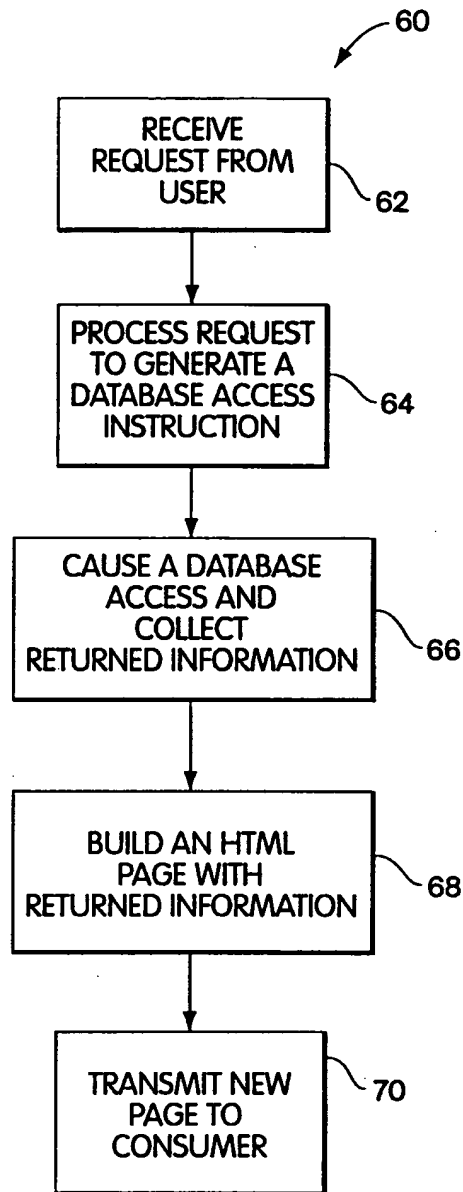 60
RECEIVE
REQUEST FROM
USER
62
PROCESS REQUEST
TO GENERATE A
DATABASE ACCESS
INSTRUCTION
64
CAUSE A DATABASE
ACCESS AND
COLLECT
RETURNED INFORMATION
66
BUILD AN HTML
PAGE WITH
RETURNED INFORMATION
68
TRANSMIT NEW
PAGE TO
CONSUMER
70